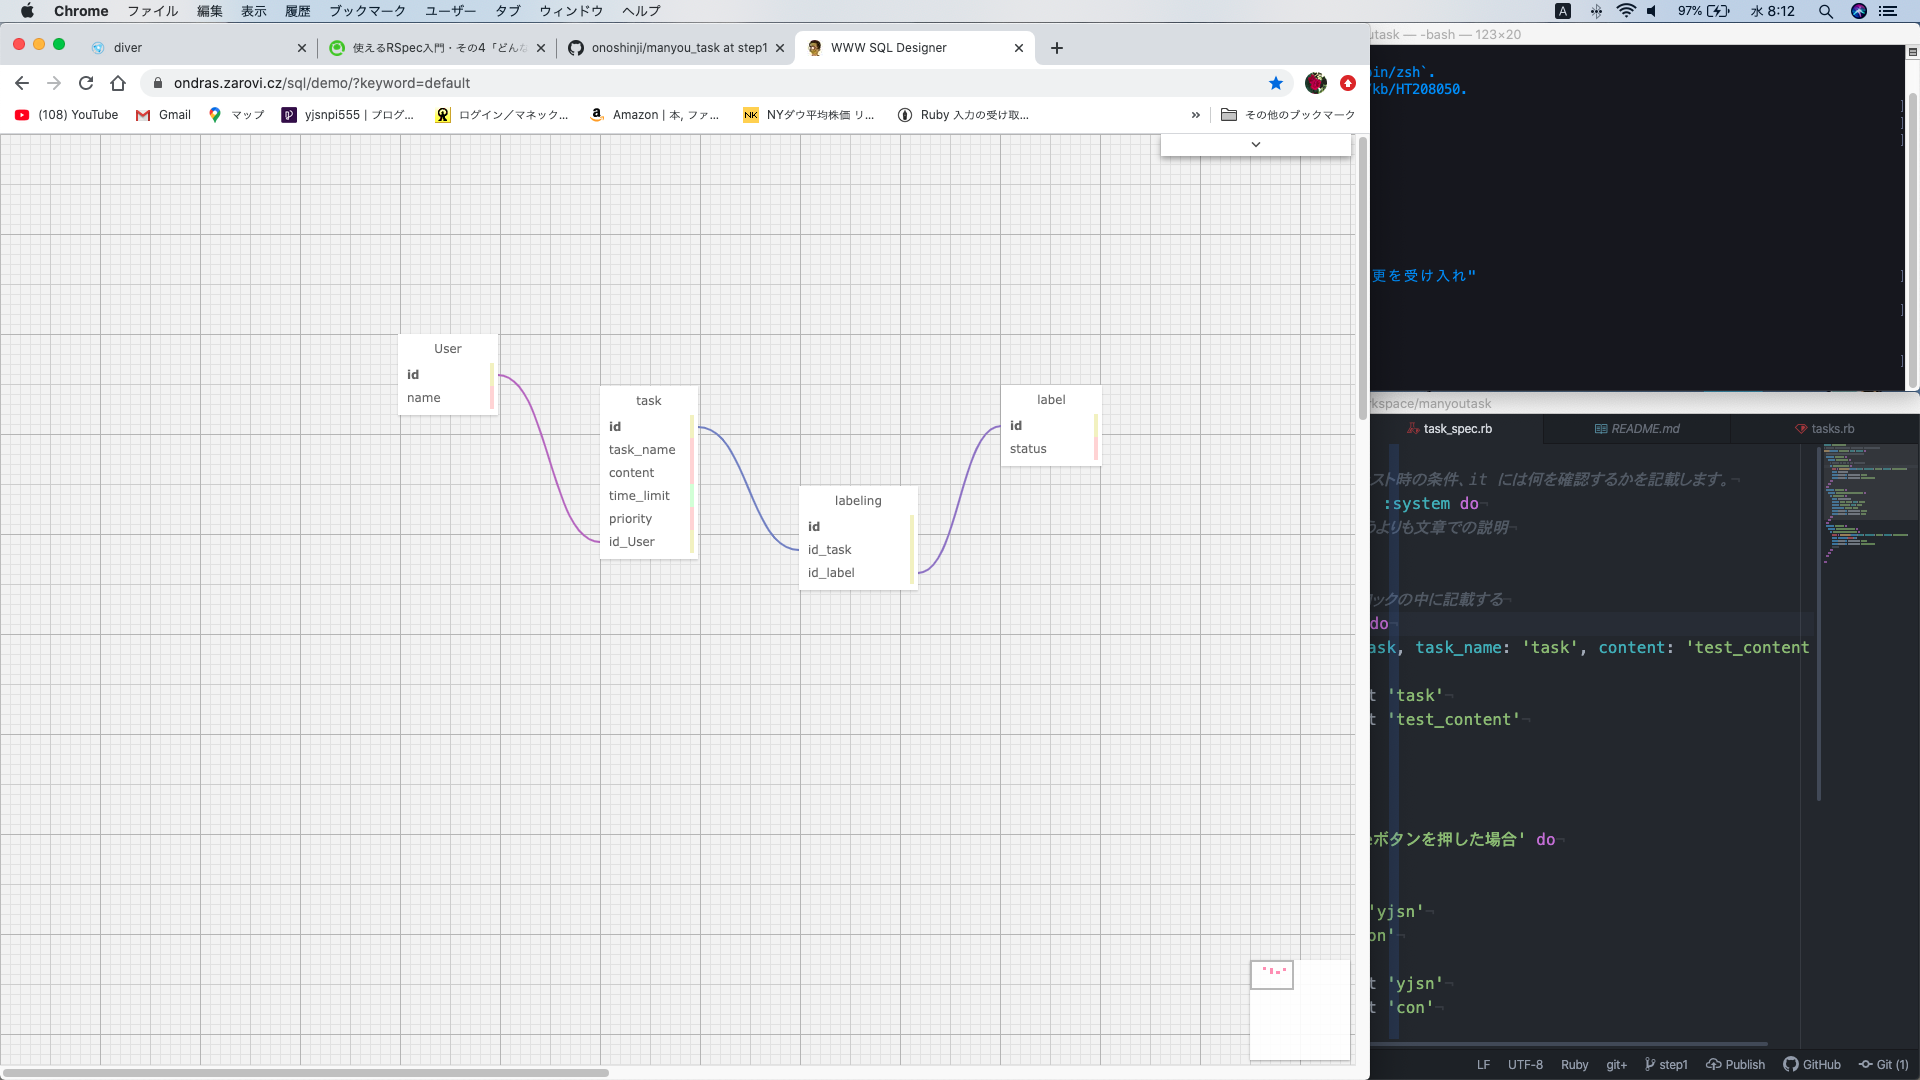 Chrome ファイル 編集 表示 履歴 ブックマーク ユーザー タブ ウィンドウ ヘルプ
A 97% 水 8:12
diver
使えるRSpec入門・その4「どんな
onoshinji/manyou_task at step1
WWW SQL Designer
ondras.zarovi.cz/sql/demo/?keyword=default
(108) YouTube
Gmail
マップ
yjsnpi555 | プログ...
ログイン／マネック...
Amazon | 本, ファ...
NYダウ平均株価 リ...
Ruby 入力の受け取...
»
その他のブックマーク
User
id
name
task
id
task_name
content
time_limit
priority
id_User
labeling
id
id_task
id_label
label
id
status
utask — -bash — 123×20
in/zsh`.
kb/HT208050.
更を受け入れ"
kspace/manyoutask
task_spec.rb
README.md
tasks.rb
スト時の条件、it には何を確認するかを記載します。
:system do
よりも文章での説明
ックの中に記載する
do
ask, task_name: 'task', content: 'test_content
t 'task'
t 'test_content'
ボタンを押した場合' do
'yjsn'
on'
t 'yjsn'
t 'con'
LF UTF-8 Ruby git+ step1 Publish GitHub Git (1)